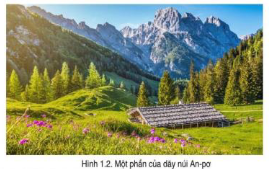 Hình 1.2. Một phần của dãy núi An-pơ